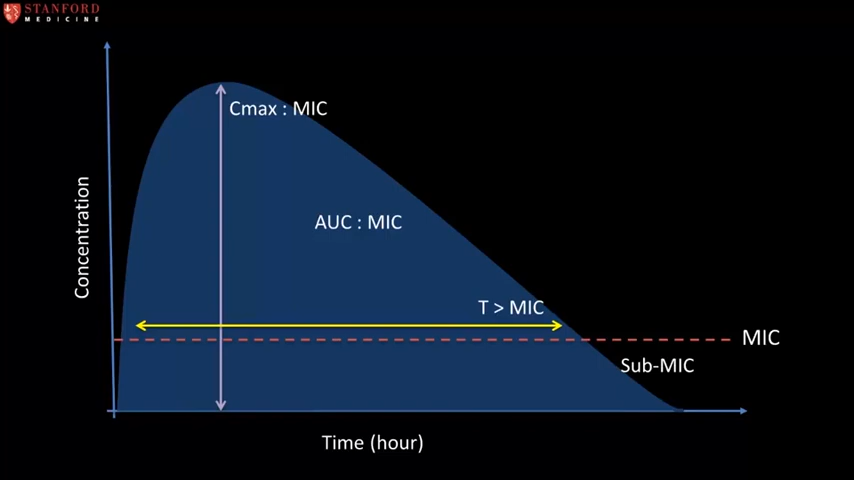 STANFORD
MEDICINE
Cmax : MIC
AUC : MIC
Concentration
T > MIC
MIC
Sub-MIC
Time (hour)